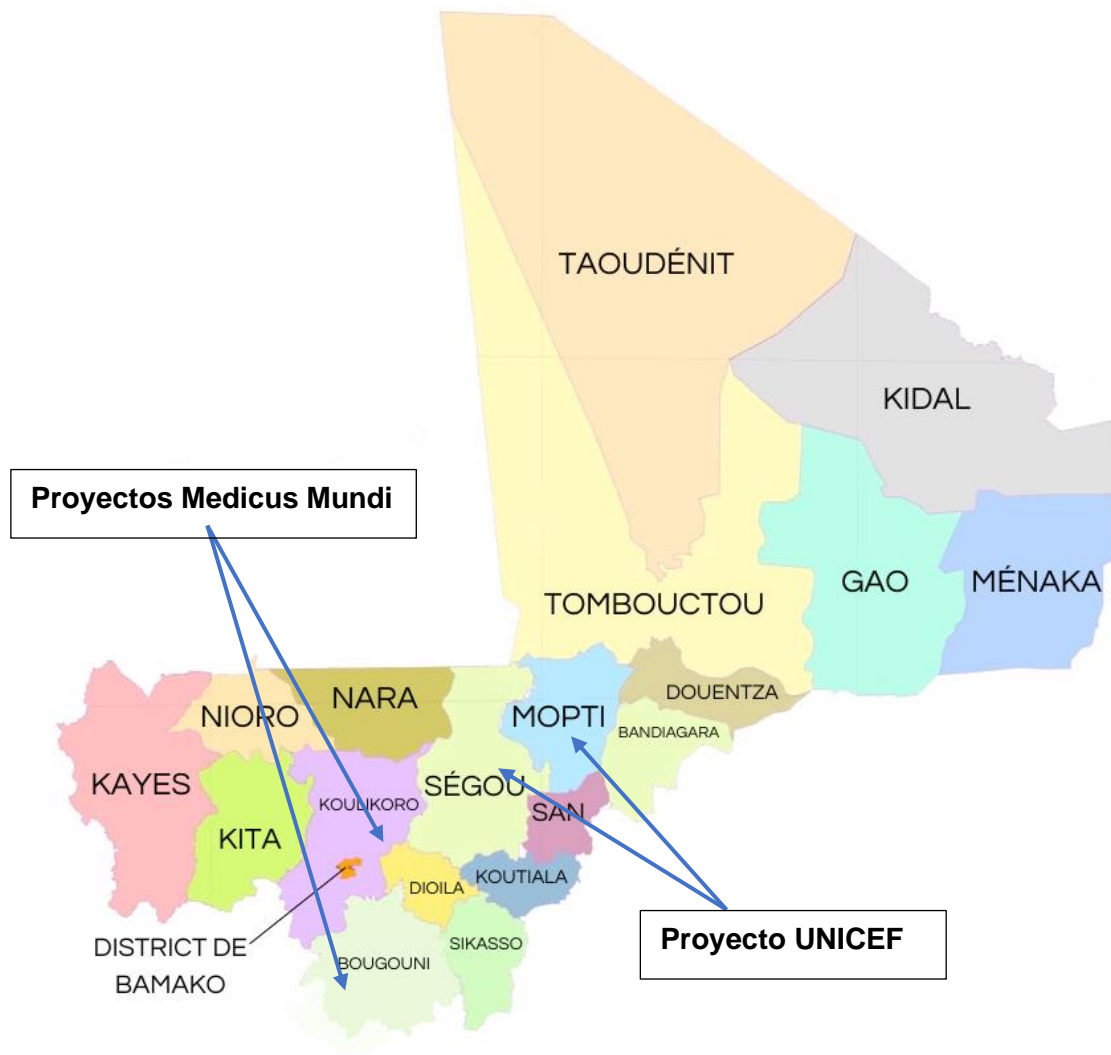 TAOUDÉNIT
KIDAL
Proyectos Medicus Mundi
GAO
MÉNAKA
TOMBOUCTOU
DOUENTZA
NARA
MOPTI
NIORO
BANDIAGARA
KAYES
SÉGOU
KOULIKORO
SAN
KITA
KOUTIALA
DIOILA
Proyecto UNICEF
DISTRICT DE
BAMAKO
SIKASSO
BOUGOUNI